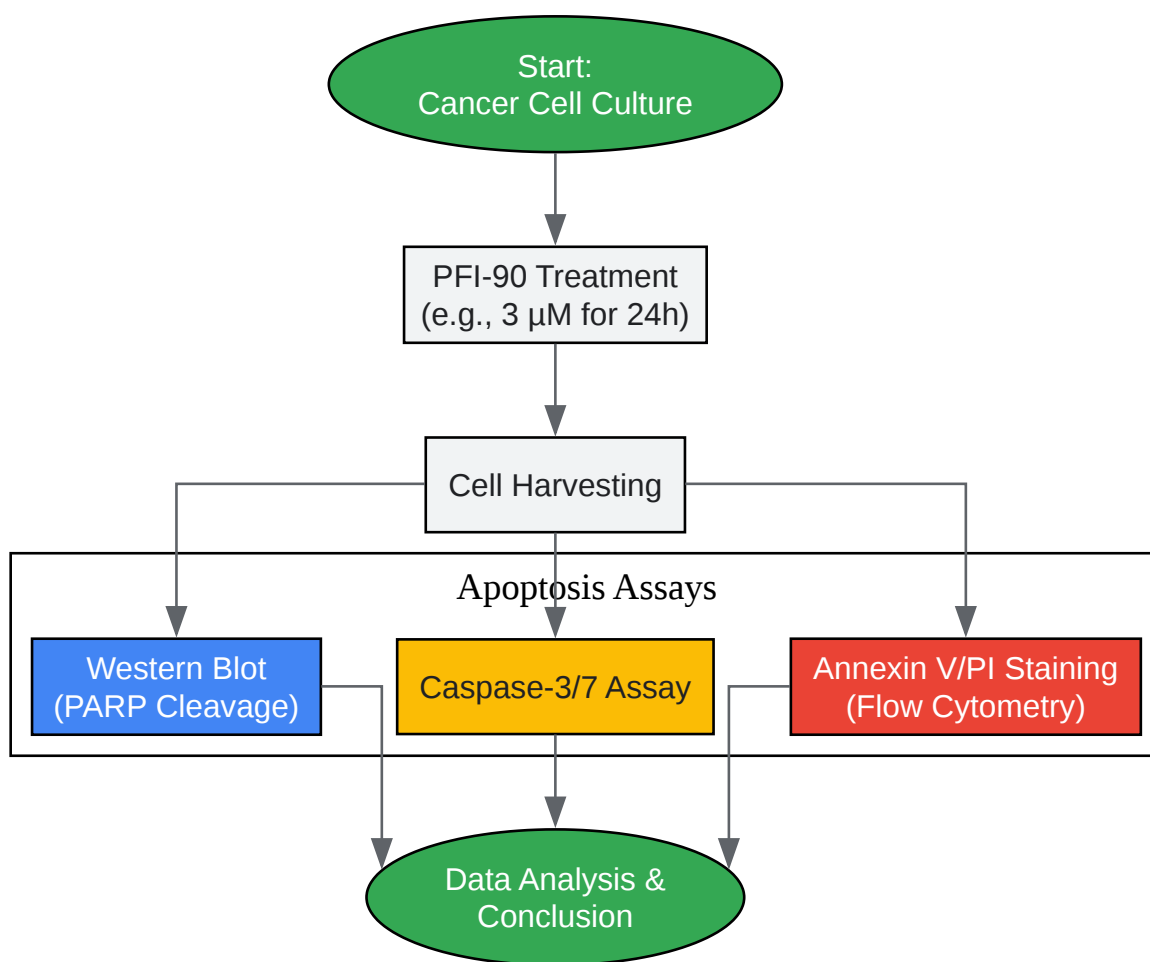 Start:
Cancer Cell Culture
PFI-90 Treatment
(e.g., 3 µM for 24h)
Cell Harvesting
Apoptosis Assays
Western Blot
(PARP Cleavage)
Caspase-3/7 Assay
Annexin V/PI Staining
(Flow Cytometry)
Data Analysis &
Conclusion